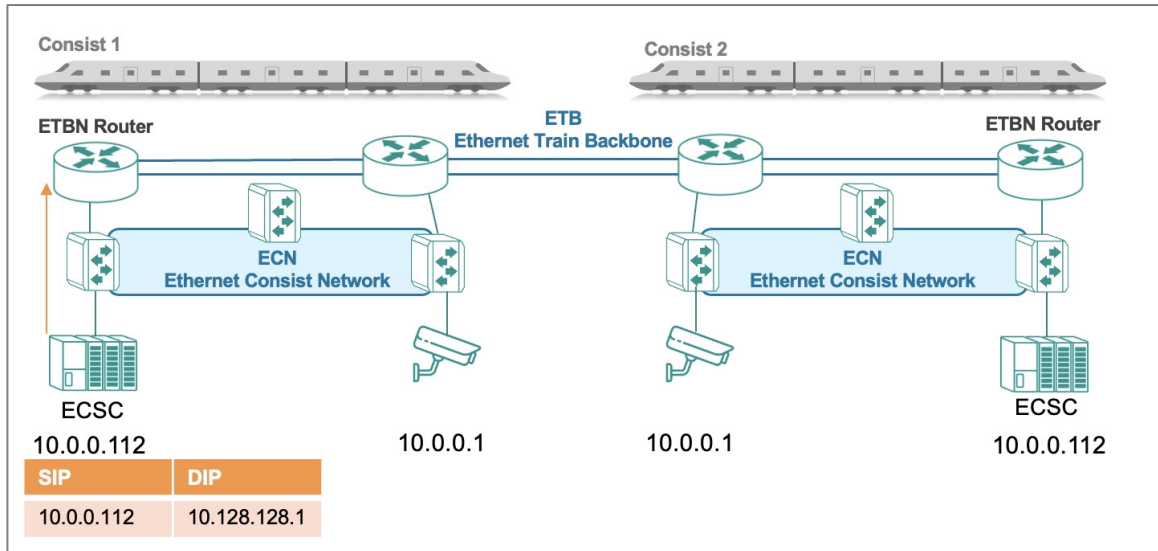 Consist 1
Consist 2
ETBN Router
ETB
Ethernet Train Backbone
ETBN Router
ECN
Ethernet Consist Network
ECN
Ethernet Consist Network
ECSC
ECSC
10.0.0.112
10.0.0.1
10.0.0.1
10.0.0.112
SIP DIP
10.0.0.112 10.128.128.1